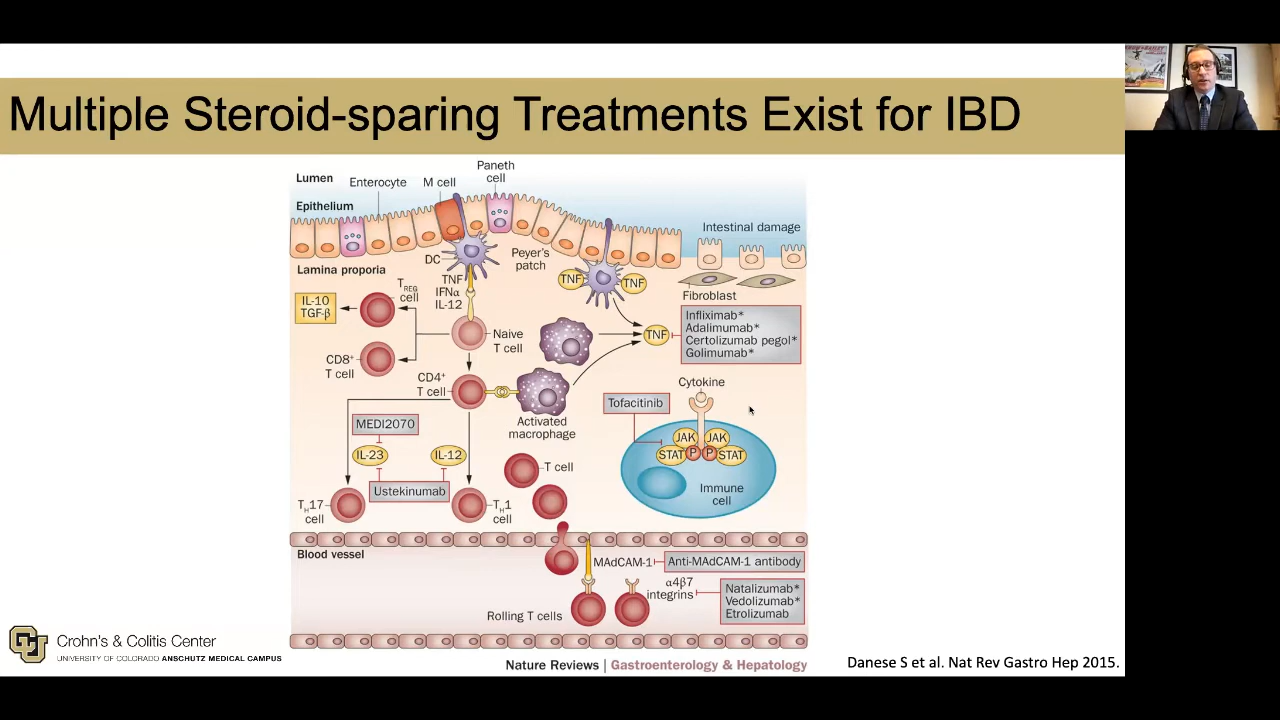 Multiple Steroid-sparing Treatments Exist for IBD
Lumen
Enterocyte
M cell
Paneth
cell
Epithelium
Intestinal damage
DC
Peyer's
patch
Lamina proporia
TNF
IFNα
IL-12
TNF
TNF
Fibroblast
TREG
cell
IL-10
TGF-β
Naive
T cell
TNF
Infliximab*
Adalimumab*
Certolizumab pegol*
Golimumab*
CD8+
T cell
CD4+
T cell
Activated
macrophage
Cytokine
Tofacitinib
JAK
JAK
STAT
P
P
STAT
Immune
cell
MEDI2070
IL-23
IL-12
Ustekinumab
T cell
TH17
cell
TH1
cell
Blood vessel
MAdCAM-1
Anti-MAdCAM-1 antibody
α4β7
integrins
Natalizumab*
Vedolizumab*
Etrolizumab
Rolling T cells
CU
Crohn's & Colitis Center
UNIVERSITY OF COLORADO ANSCHUTZ MEDICAL CAMPUS
Nature Reviews | Gastroenterology & Hepatology
Danese S et al. Nat Rev Gastro Hep 2015.